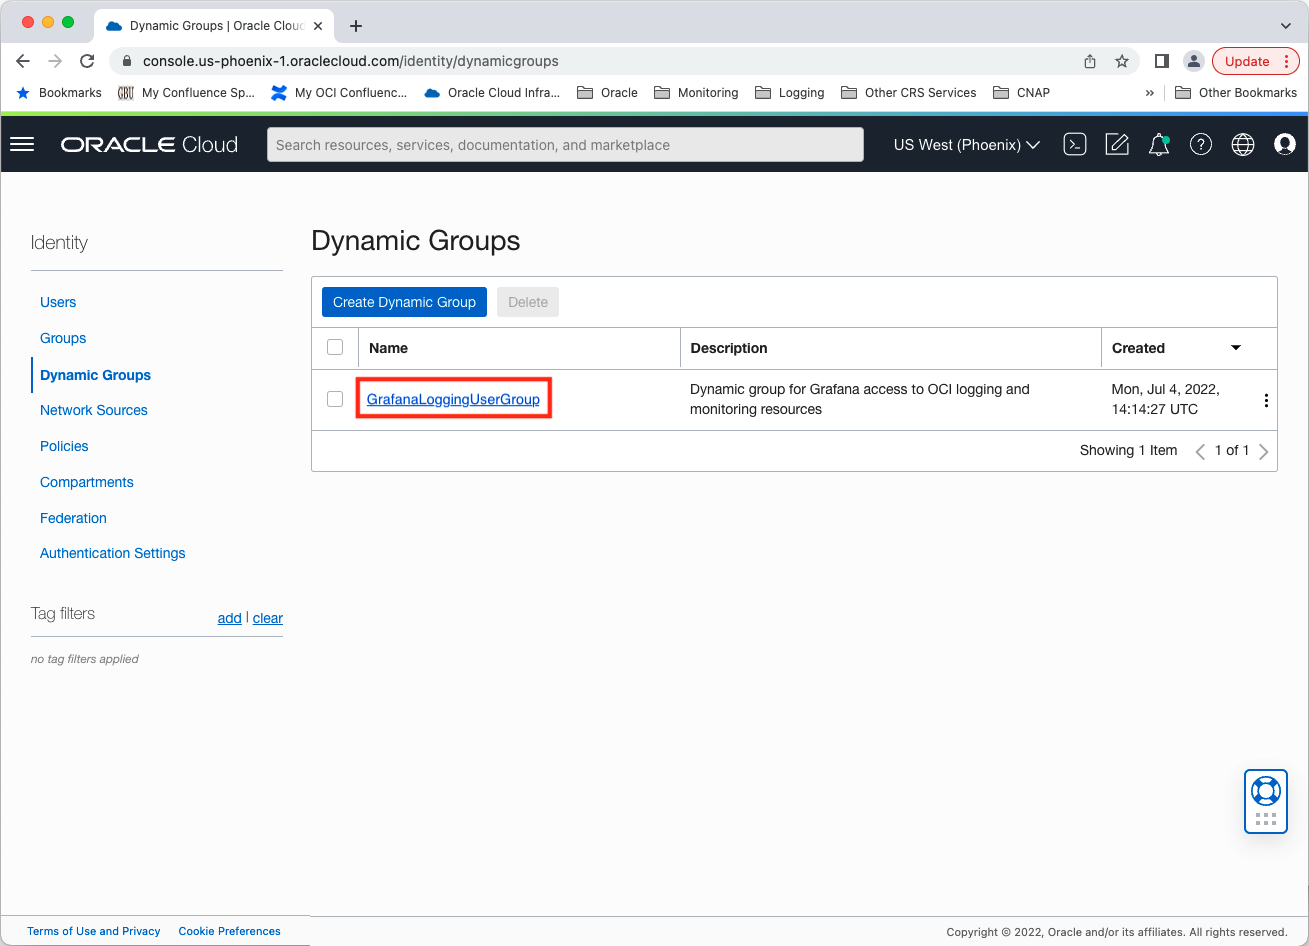 Dynamic Groups | Oracle Cloud
console.us-phoenix-1.oraclecloud.com/identity/dynamicgroups
Update
Bookmarks
My Confluence Sp...
My OCI Confluenc...
Oracle Cloud Infra...
Oracle
Monitoring
Logging
Other CRS Services
CNAP
»
Other Bookmarks
ORACLE Cloud
Search resources, services, documentation, and marketplace
US West (Phoenix)
Identity
Users
Groups
Dynamic Groups
Network Sources
Policies
Compartments
Federation
Authentication Settings
Tag filters
add | clear
no tag filters applied
Dynamic Groups
Create Dynamic Group
Delete
Name
Description
Created
GrafanaLoggingUserGroup
Dynamic group for Grafana access to OCI logging and
monitoring resources
Mon, Jul 4, 2022,
14:14:27 UTC
Showing 1 Item
1 of 1
Terms of Use and Privacy
Cookie Preferences
Copyright © 2022, Oracle and/or its affiliates. All rights reserved.